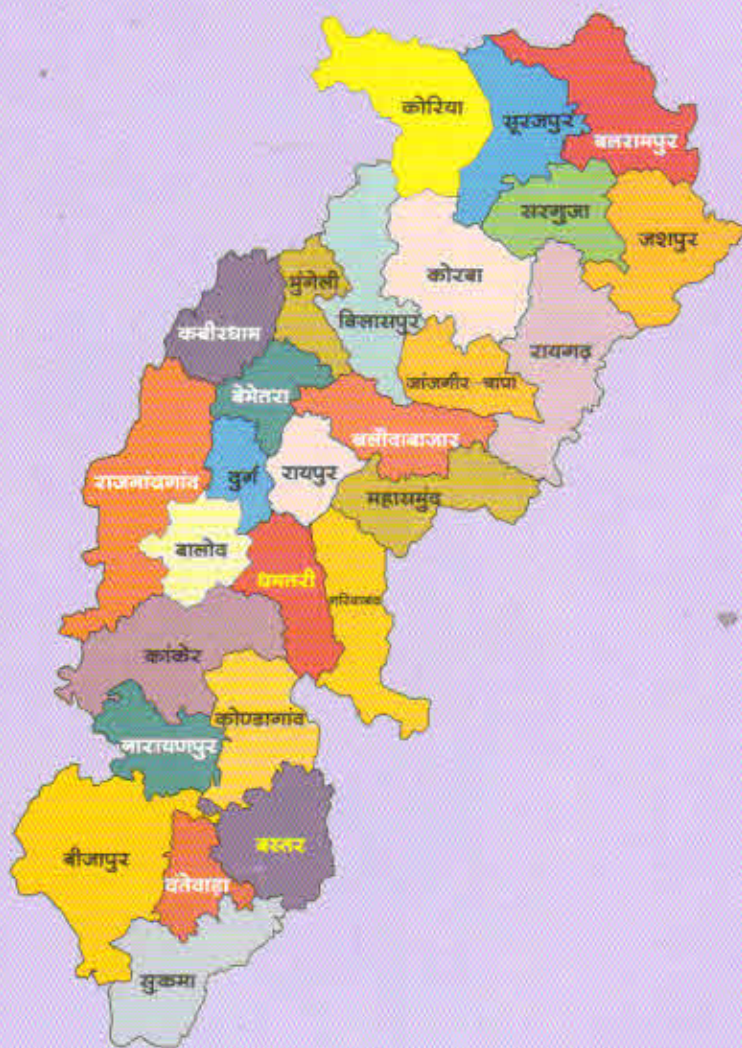 कोरिया
सूरजपुर
बलरामपुर
सरगुजा
जशपुर
कोरबा
मुंगेली
बिलासपुर
कबीरधाम
रायगढ़
जांजगीर चापा
बेमेतरा
बलौदाबाजार
दुर्ग
रायपुर
राजनांदगांव
महासमुंद
बालोद
धमतरी
गरियाबंद
कांकेर
कोण्डागांव
नारायणपुर
बस्तर
बीजापुर
दंतेवाड़ा
सुकमा